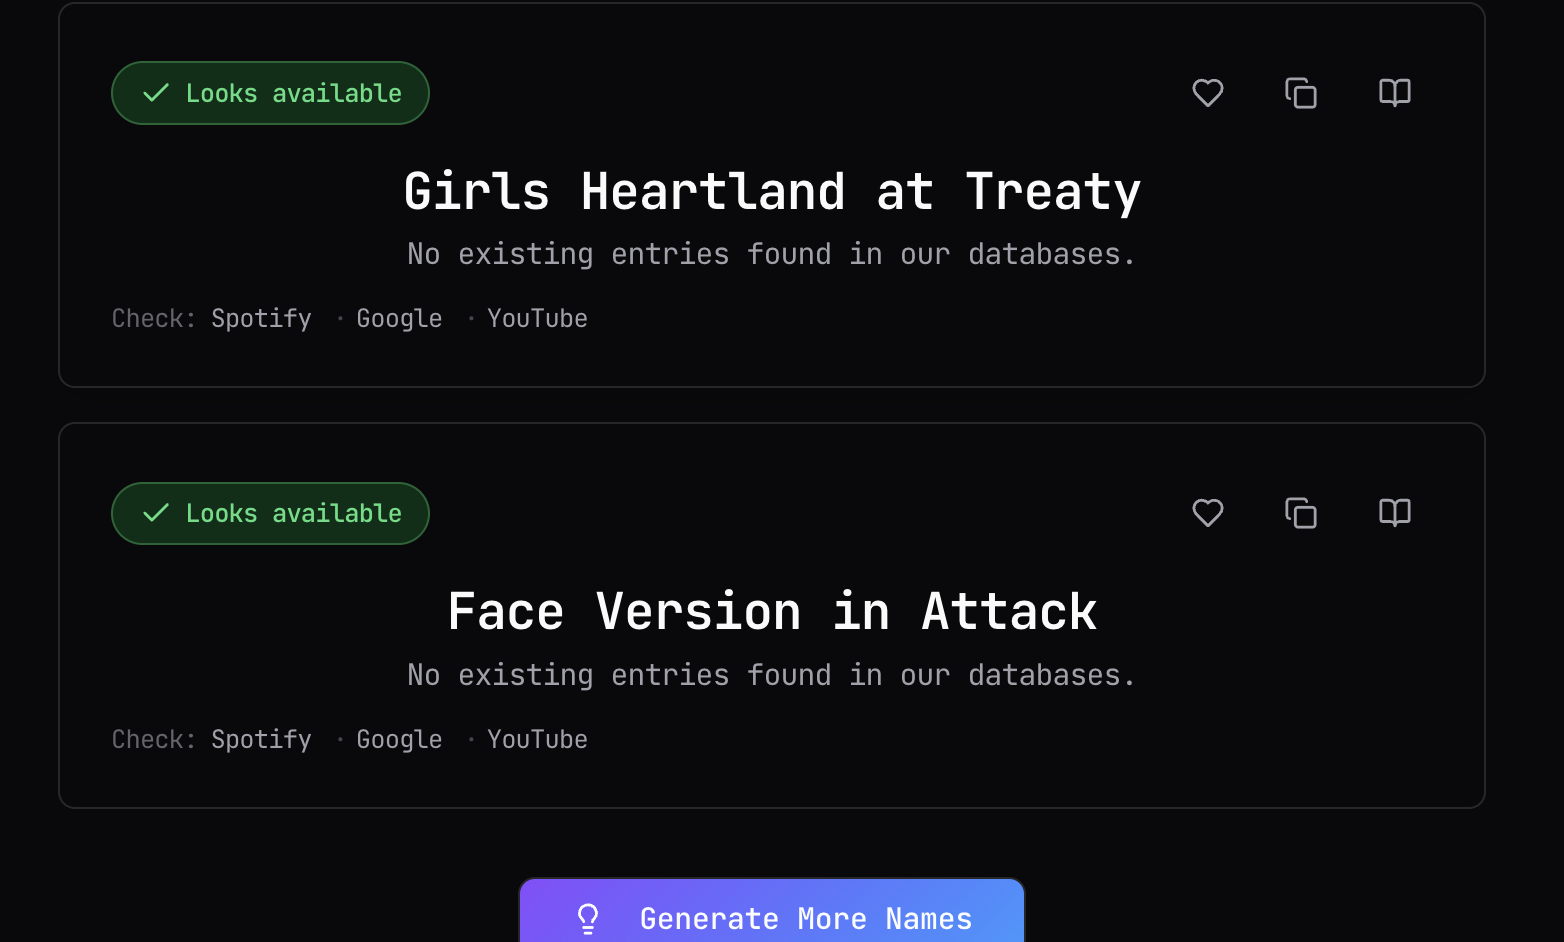 Looks available
Girls Heartland at Treaty
No existing entries found in our databases.
Check: Spotify · Google · YouTube
Looks available
Face Version in Attack
No existing entries found in our databases.
Check: Spotify · Google · YouTube
Generate More Names